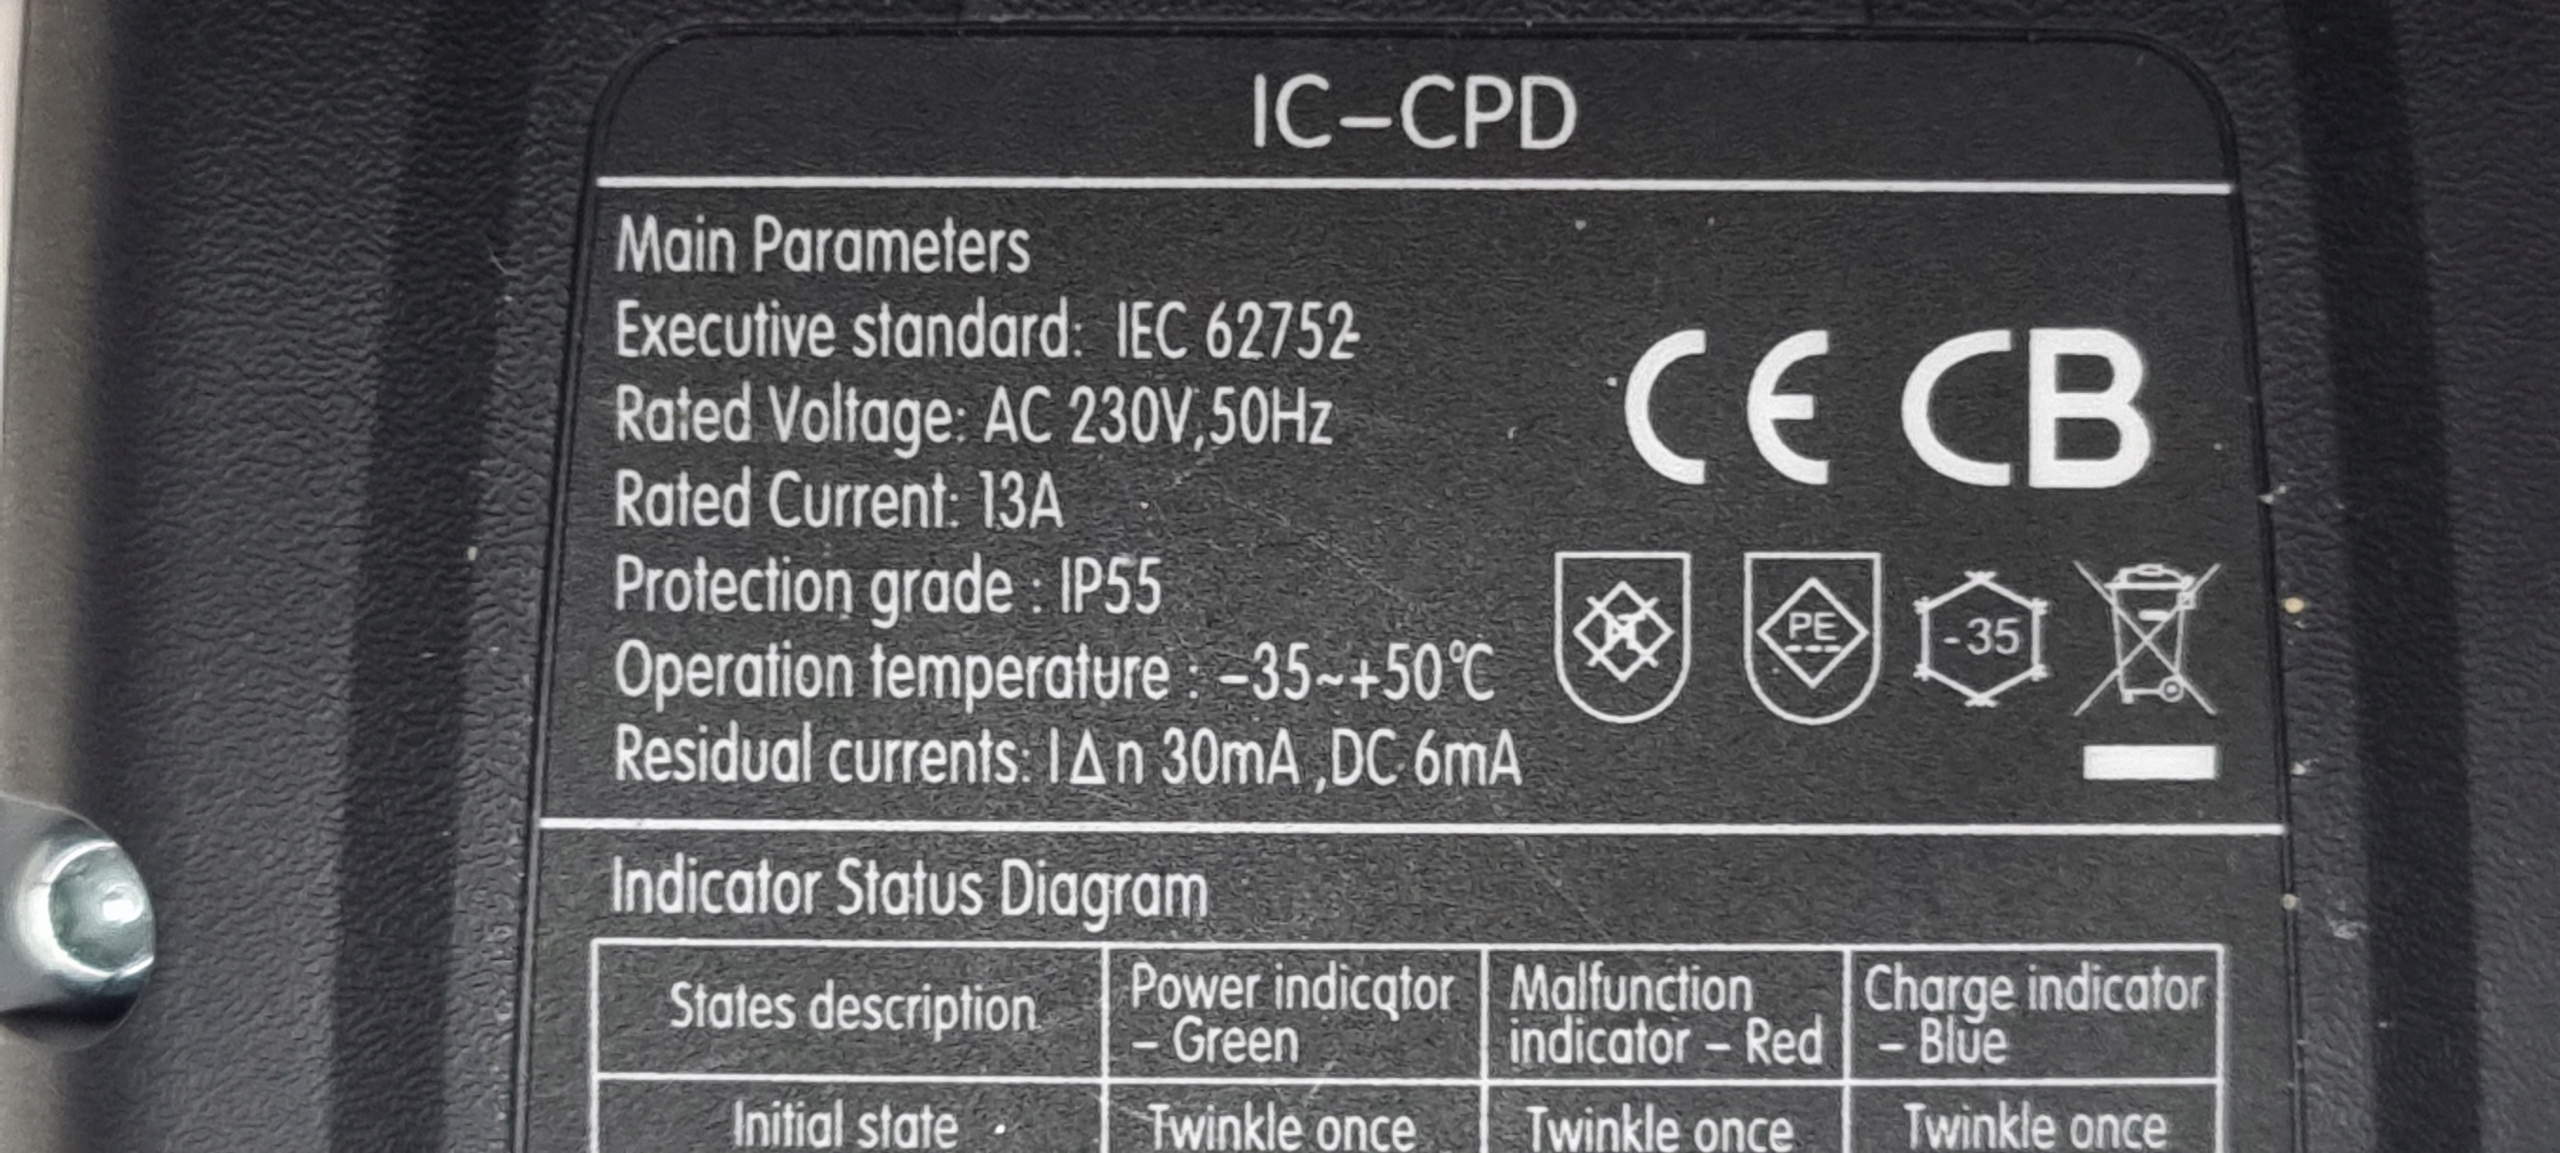 IC-CPD
Main Parameters
Executive standard: IEC 62752
Rated Voltage: AC 230V,50Hz
Rated Current: 13A
Protection grade : IP55
Operation temperature : -35~+50℃
Residual currents: I Δ n 30mA ,DC 6mA
CE CB
PE
-35
Indicator Status Diagram
States description
Power indicator
- Green
Malfunction
indicator - Red
Charge indicator
- Blue
Initial state
Twinkle once
Twinkle once
Twinkle once